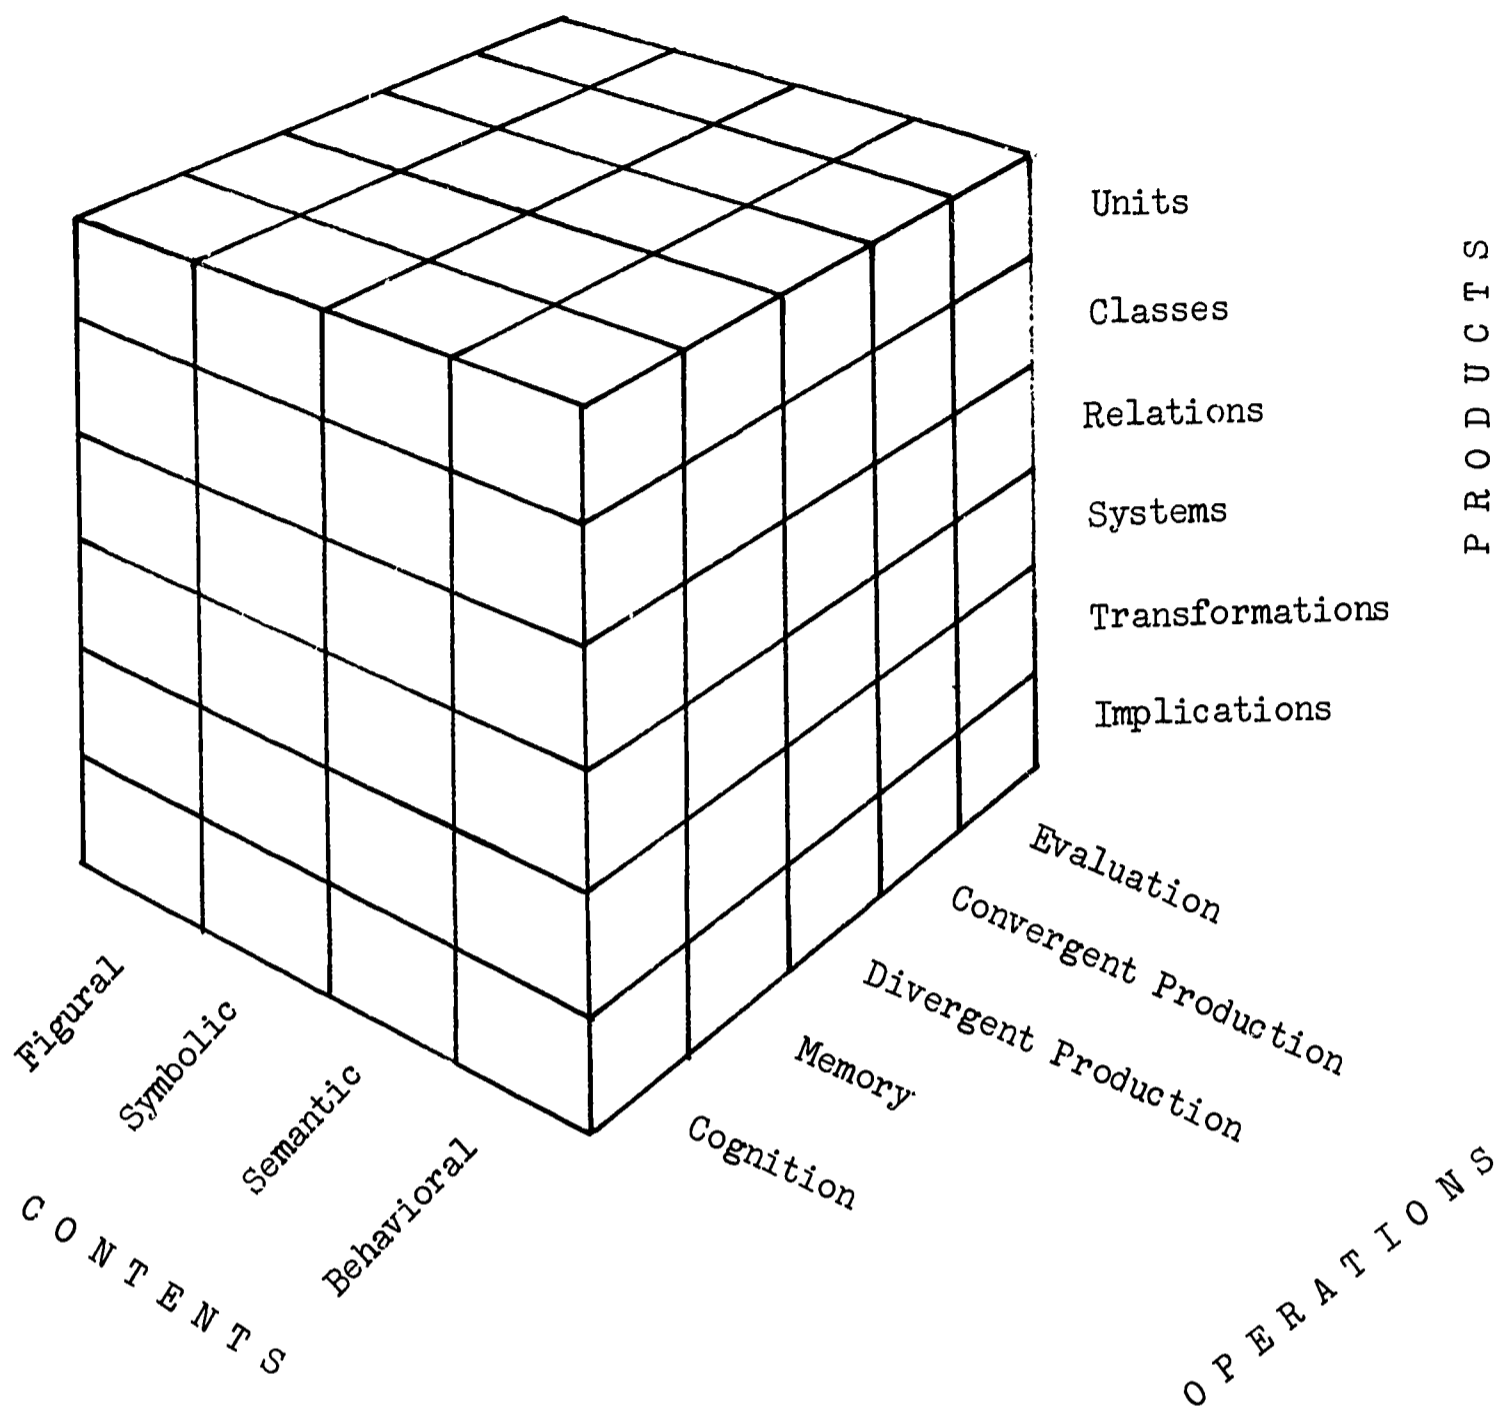 Units
Classes
Relations
Systems
Transformations
Implications
PRODUCTS
Evaluation
Convergent Production
Divergent Production
Memory
Cognition
OPERATIONS
Figural
Symbolic
Semantic
Behavioral
CONTENTS